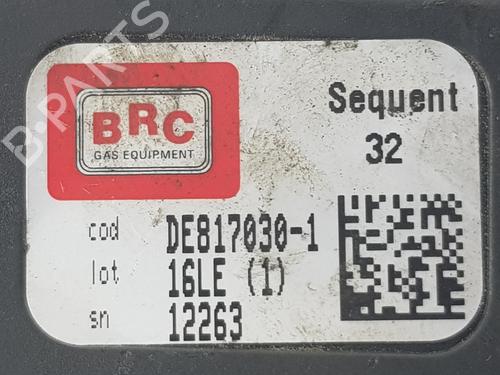 BRC
GAS EQUIPMENT
Sequent
32
cod DE817030-1
lot 16LE (1)
sn 12263
B-PARTS